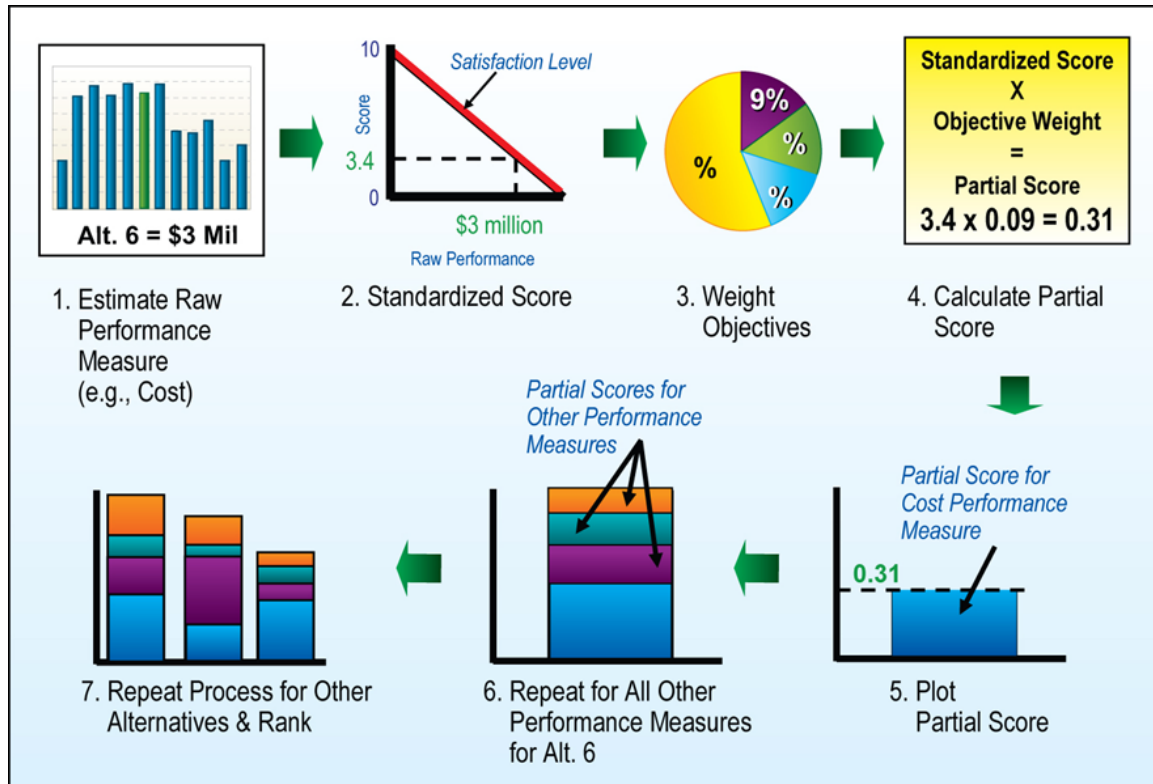 Alt. 6 = $3 Mil
1. Estimate Raw
Performance
Measure
(e.g., Cost)
10
Score
3.4
0
Satisfaction Level
$3 million
Raw Performance
2. Standardized Score
9%
%
%
%
3. Weight
Objectives
Standardized Score
X
Objective Weight
=
Partial Score
3.4 x 0.09 = 0.31
4. Calculate Partial
Score
Partial Score for
Cost Performance
Measure
0.31
5. Plot
Partial Score
Partial Scores for
Other Performance
Measures
6. Repeat for All Other
Performance Measures
for Alt. 6
7. Repeat Process for Other
Alternatives & Rank